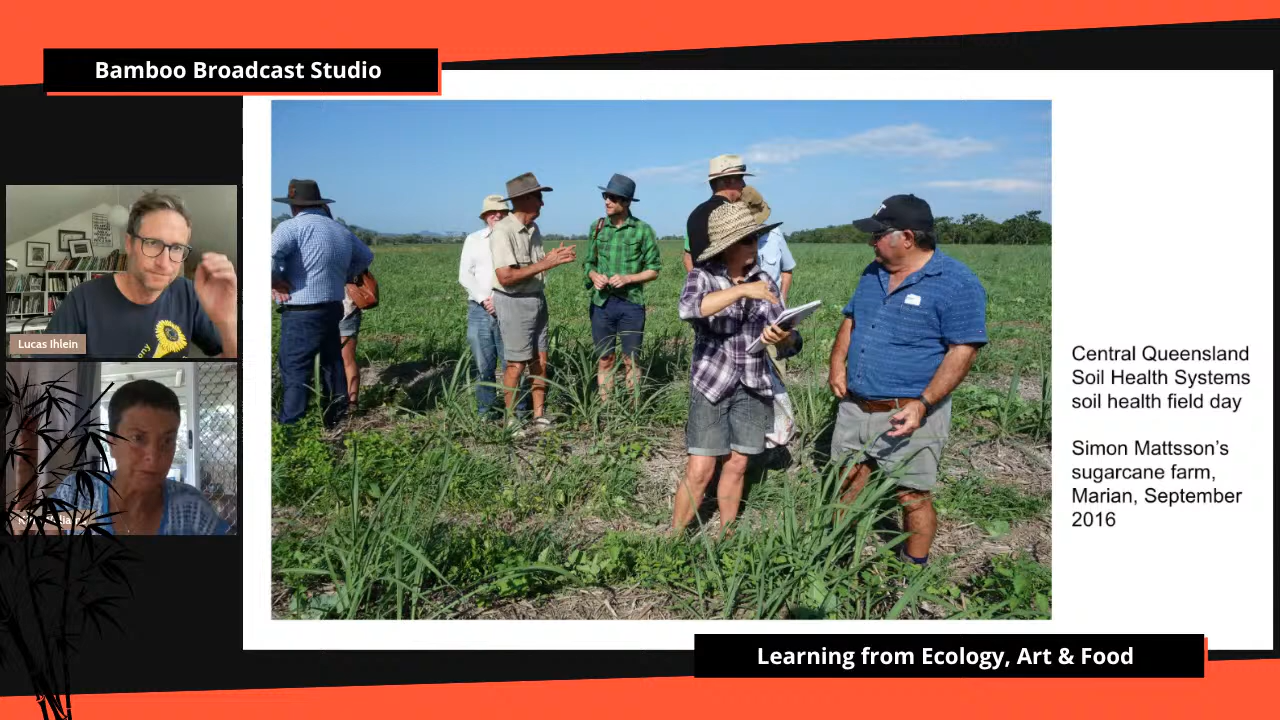 Bamboo Broadcast Studio
Lucas Ihlein
Central Queensland
Soil Health Systems
soil health field day
Simon Mattsson's
sugarcane farm,
Marian, September
2016
Learning from Ecology, Art & Food